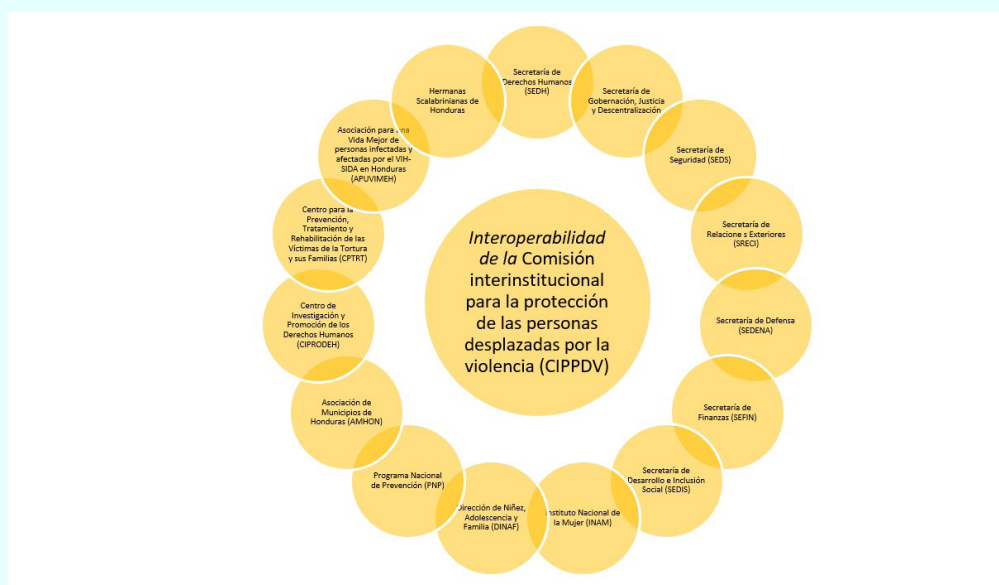 Secretaría de
Derechos Humanos
(SEDH)
Secretaría de
Gobernación, Justicia
y Descentralización
Secretaría de
Seguridad (SEDS)
Secretaría de
Relacione s Exteriores
(SRECI)
Secretaría de Defensa
(SEDENA)
Secretaría de
Finanzas (SEFIN)
Secretaría de
Desarrollo e Inclusión
Social (SEDIS)
Instituto Nacional de
la Mujer (INAM)
Dirección de Niñez,
Adolescencia y
Familia (DINAF)
Programa Nacional
de Prevención (PNP)
Asociación de
Municipios de
Honduras (AMHON)
Centro de
Investigación y
Promoción de los
Derechos Humanos
(CIPRODEH)
Centro para la
Prevención,
Tratamiento y
Rehabilitación de las
Víctimas de la Tortura
y sus Familias (CPTRT)
Asociación para una
Vida Mejor de
personas infectadas y
afectadas por el VIH-
SIDA en Honduras
(APUVIMEH)
Hermanas
Scalabrinianas de
Honduras
Interoperabilidad
de la Comisión
interinstitucional
para la protección
de las personas
desplazadas por la
violencia (CIPPDV)